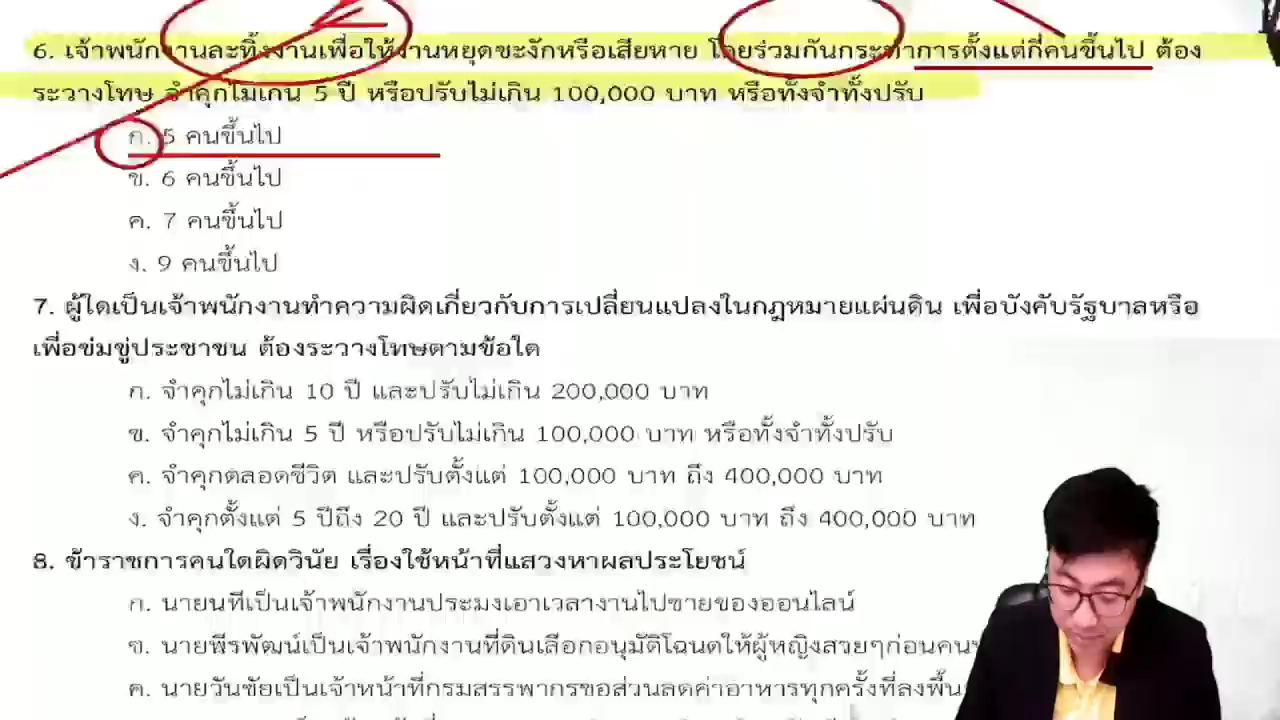 6. เจ้าพนักงานละทิ้งงานเพื่อให้งานหยุดชะงักหรือเสียหาย โดยร่วมกันกระทำการตั้งแต่กี่คนขึ้นไป ต้อง
ระวางโทษ จำคุกไม่เกิน 5 ปี หรือปรับไม่เกิน 100,000 บาท หรือทั้งจำทั้งปรับ
ก. 5 คนขึ้นไป
ข. 6 คนขึ้นไป
ค. 7 คนขึ้นไป
ง. 9 คนขึ้นไป
7. ผู้ใดเป็นเจ้าพนักงานทำความผิดเกี่ยวกับการเปลี่ยนแปลงในกฎหมายแผ่นดิน เพื่อบังคับรัฐบาลหรือ
เพื่อข่มขู่ประชาชน ต้องระวางโทษตามข้อใด
ก. จำคุกไม่เกิน 10 ปี และปรับไม่เกิน 200,000 บาท
ข. จำคุกไม่เกิน 5 ปี หรือปรับไม่เกิน 100,000 บาท หรือทั้งจำทั้งปรับ
ค. จำคุกตลอดชีวิต และปรับตั้งแต่ 100,000 บาท ถึง 400,000 บาท
ง. จำคุกตั้งแต่ 5 ปีถึง 20 ปี และปรับตั้งแต่ 100,000 บาท ถึง 400,000 บาท
8. ข้าราชการคนใดผิดวินัย เรื่องใช้หน้าที่แสวงหาผลประโยชน์
ก. นายนทีเป็นเจ้าพนักงานประมงเอาเวลางานไปขายของออนไลน์
ข. นายพีรพัฒน์เป็นเจ้าพนักงานที่ดินเลือกอนุมัติโฉนดให้ผู้หญิงสวยๆก่อนคน
ค. นายวันชัยเป็นเจ้าหน้าที่กรมสรรพากรขอส่วนลดค่าอาหารทุกครั้งที่ลงพื้น